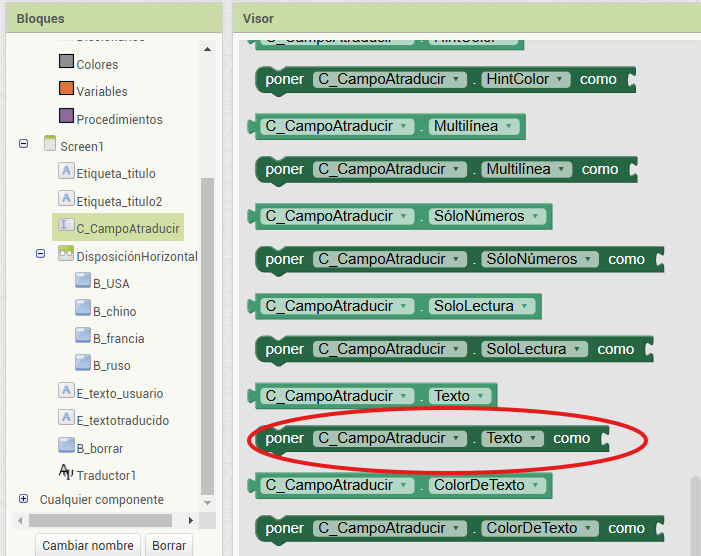 Bloques
Diccionarios
Colores
Variables
Procedimientos
Screen1
Etiqueta_titulo
Etiqueta_titulo2
C_CampoAtraducir
DisposiciónHorizontal
B_USA
B_chino
B_francia
B_ruso
E_texto_usuario
E_textotraducido
B_borrar
Traductor1
Cualquier componente
Cambiar nombre Borrar
Visor
C_CampoAtraducir . HintColor
poner C_CampoAtraducir . HintColor como
C_CampoAtraducir . Multilínea
poner C_CampoAtraducir . Multilínea como
C_CampoAtraducir . SóloNúmeros
poner C_CampoAtraducir . SóloNúmeros como
C_CampoAtraducir . SoloLectura
poner C_CampoAtraducir . SoloLectura como
C_CampoAtraducir . Texto
poner C_CampoAtraducir . Texto como
C_CampoAtraducir . ColorDeTexto
poner C_CampoAtraducir . ColorDeTexto como